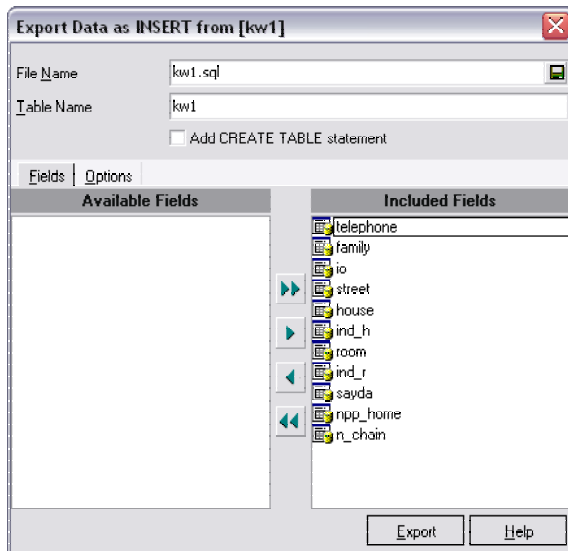 Export Data as INSERT from [kw1]
File Name
kw1.sql
Table Name
kw1
Add CREATE TABLE statement
Fields
Options
Available Fields
Included Fields
telephone
family
io
street
house
ind_h
room
ind_r
sayda
npp_home
n_chain
Export
Help